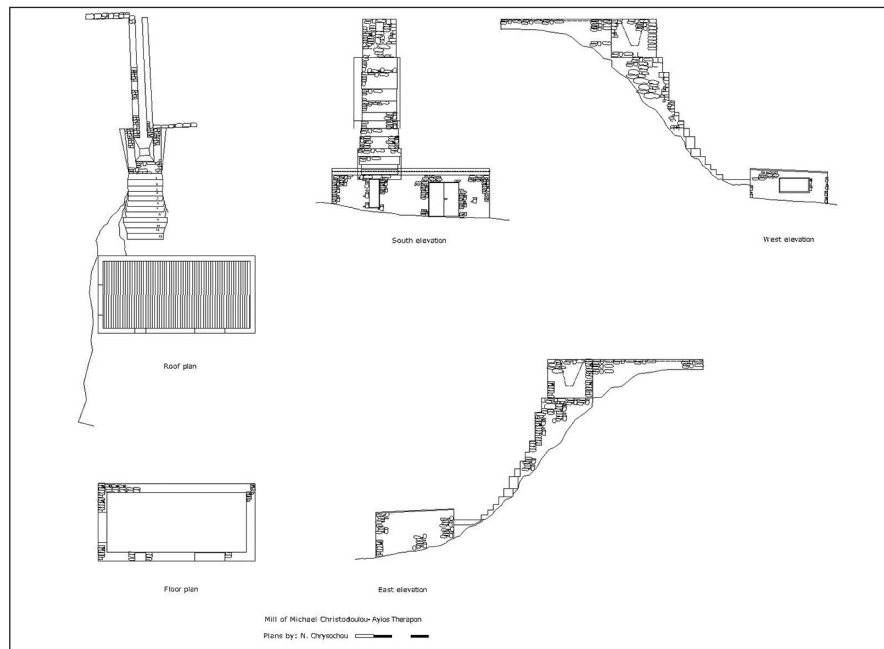 South elevation
West elevation
Roof plan
Floor plan
East elevation
Mill of Michael Christodoulou- Ayios Therapon
Plans by: N. Chrysochou